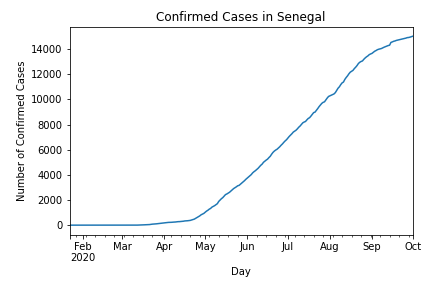 Confirmed Cases in Senegal
Number of Confirmed Cases
14000
12000
10000
8000
6000
4000
2000
0
Feb Mar Apr May Jun Jul Aug Sep Oct
2020
Day